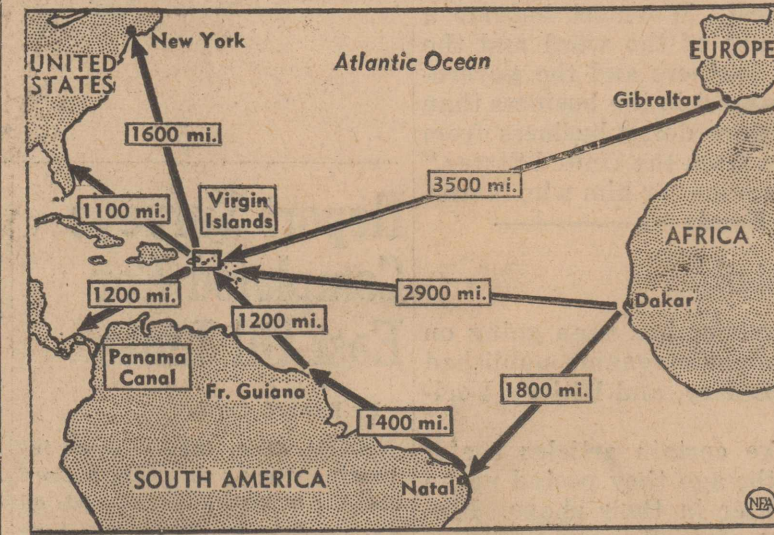 New York
UNITED
STATES
Atlantic Ocean
EUROPE
Gibraltar
1600 mi.
3500 mi.
1100 mi.
Virgin
Islands
AFRICA
1200 mi.
2900 mi.
Dakar
1200 mi.
Panama
Canal
Fr. Guiana
1800 mi.
1400 mi.
SOUTH AMERICA
Natal
NEA